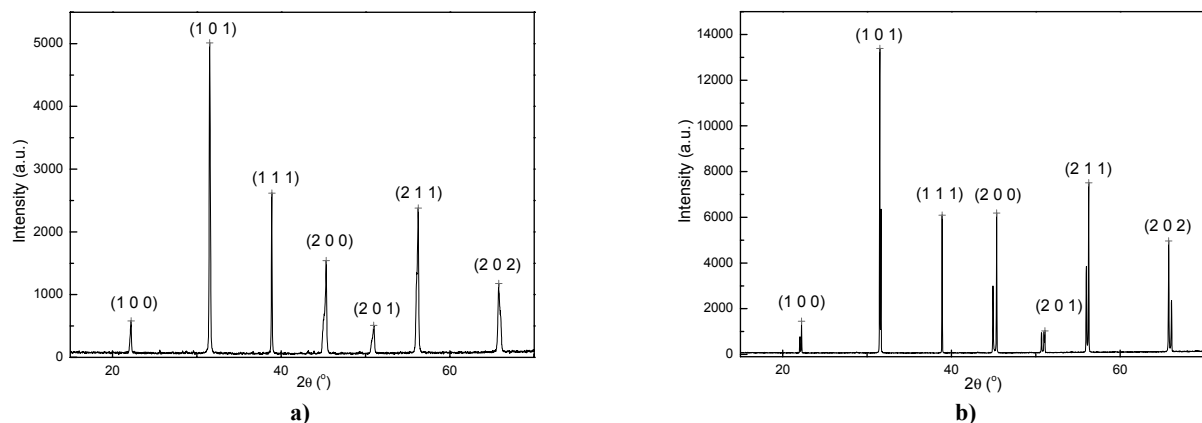 (1 0 1)
5000
4000
Intensity (a.u.)
3000
(1 1 1)
(2 1 1)
2000
(2 0 0)
(2 0 2)
1000
(1 0 0)
(2 0 1)
0
20
40
60
2θ (°)
a)
14000
(1 0 1)
12000
10000
Intensity (a.u.)
8000
(2 1 1)
(1 1 1)
(2 0 0)
6000
(2 0 2)
4000
2000
(1 0 0)
(2 0 1)
0
20
40
60
2θ (°)
b)